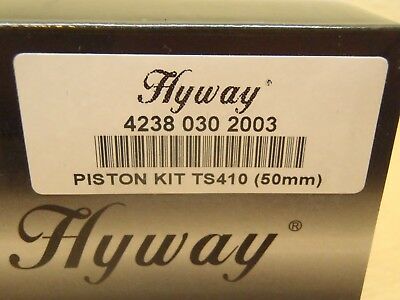 Hyway®
4238 030 2003
PISTON KIT TS410 (50mm)
Hyway®